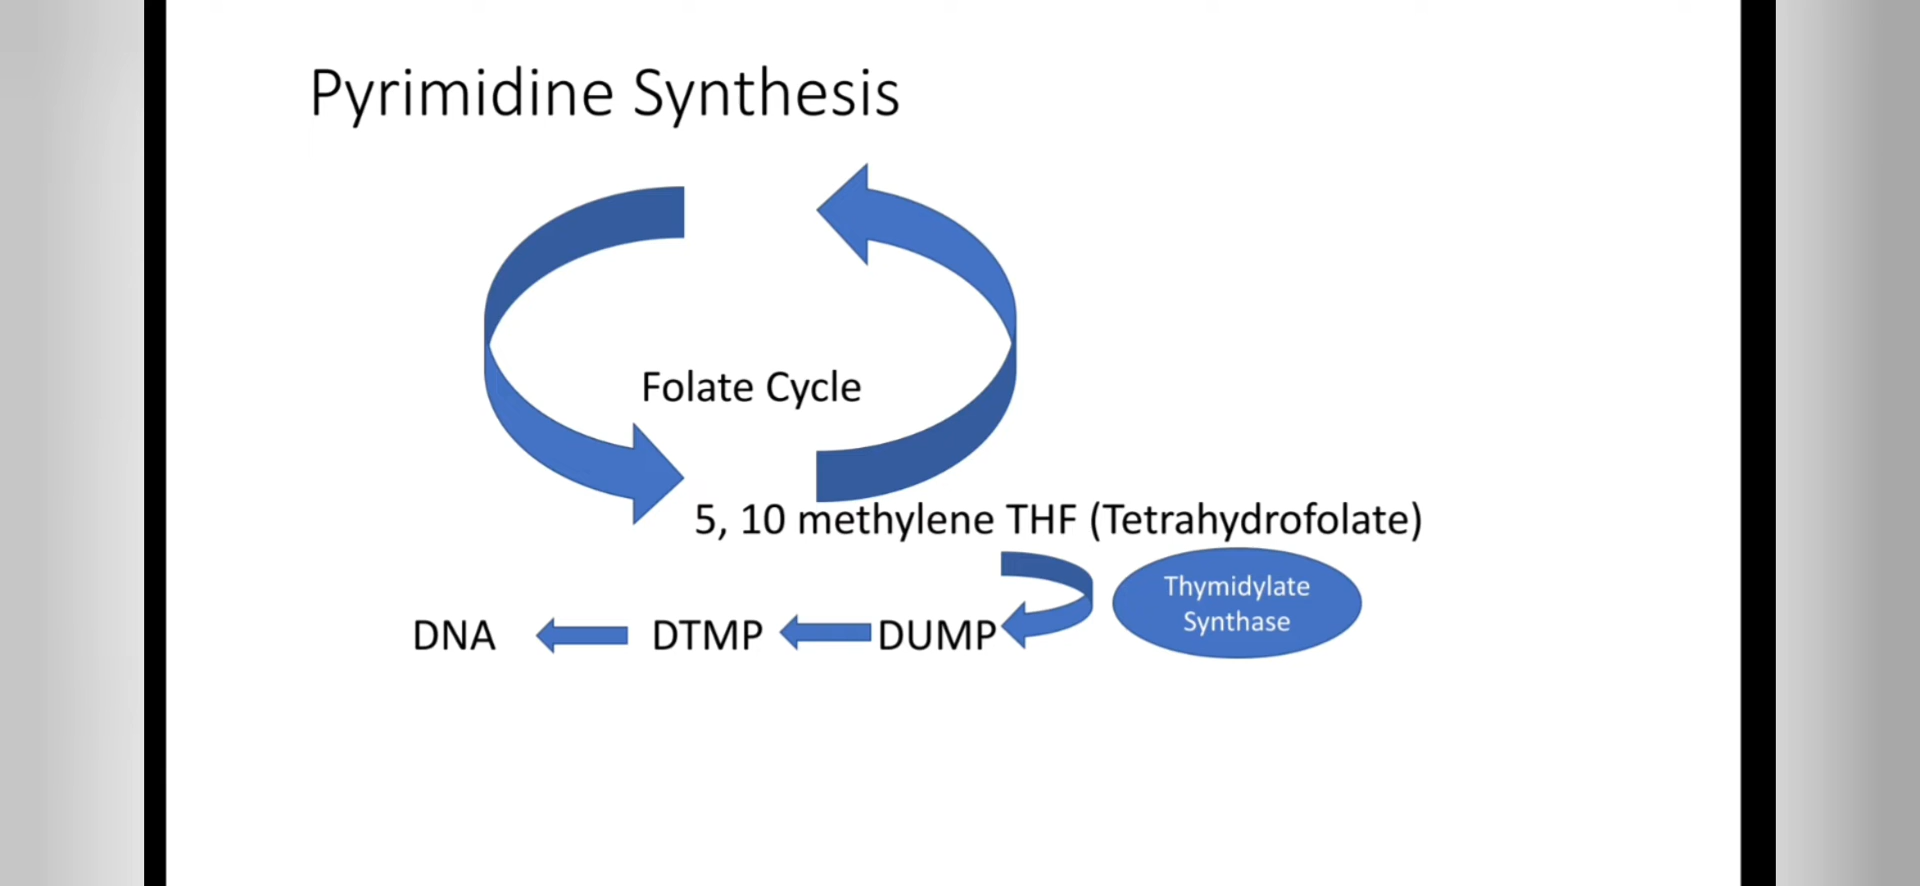 Pyrimidine Synthesis
Folate Cycle
5, 10 methylene THF (Tetrahydrofolate)
Thymidylate
Synthase
DNA DTMP DUMP